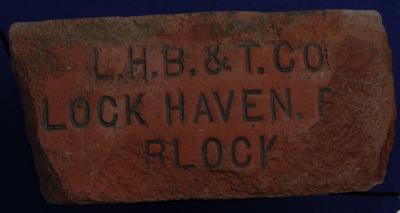 L.H.B. & T. CO
LOCK HAVEN. P
BLOCK